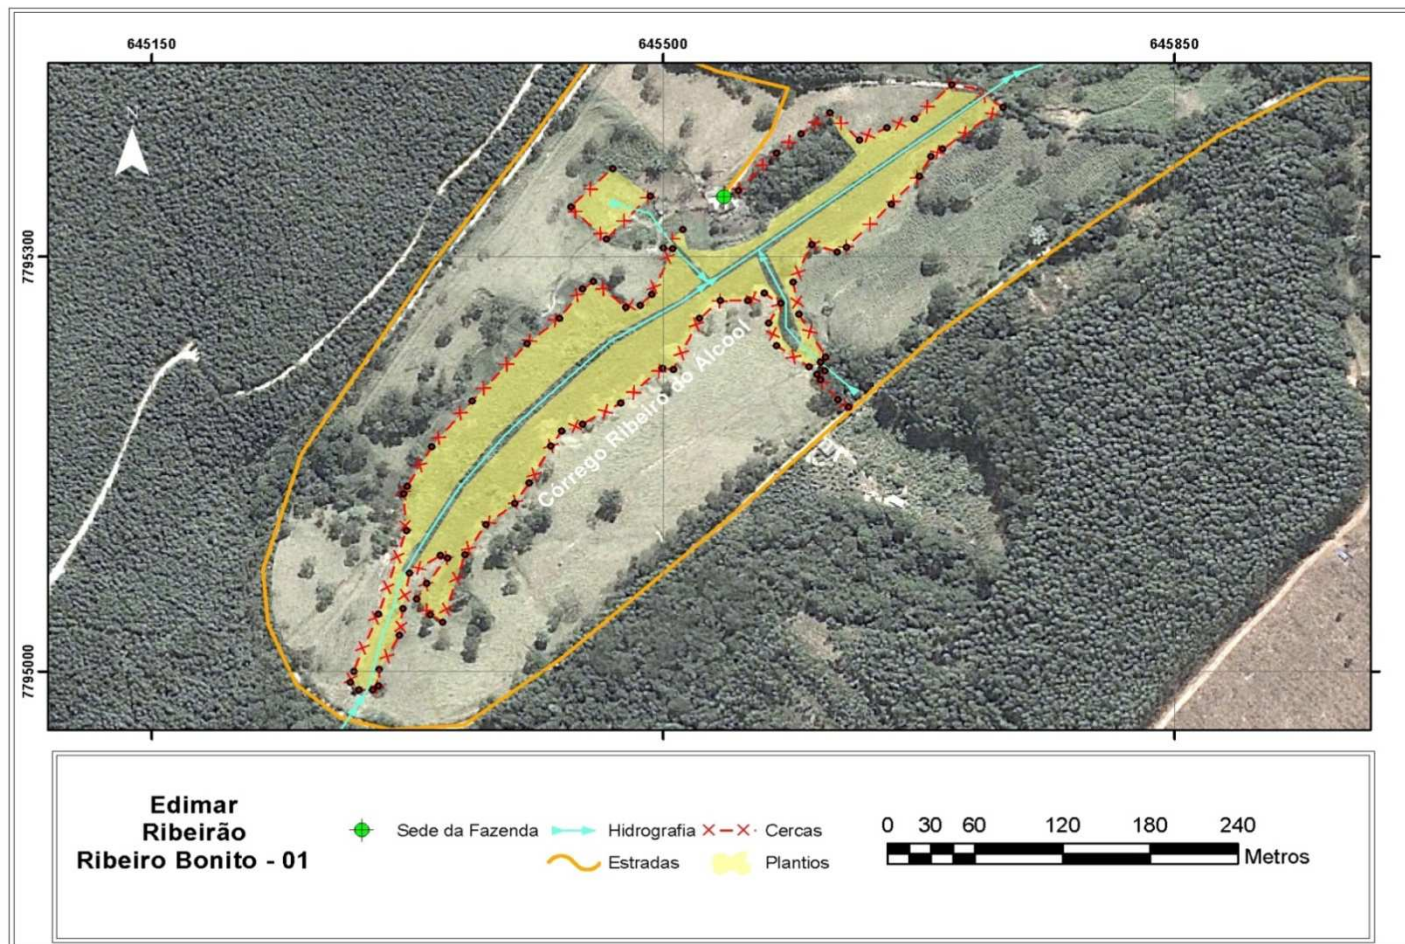 645150 645500 645850
7795300
7795000
N
Córrego Ribeiro do Alcool
Edimar
Ribeirão
Ribeiro Bonito - 01
Sede da Fazenda
Hidrografia
Cercas
Estradas
Plantios
0 30 60 120 180 240
Metros